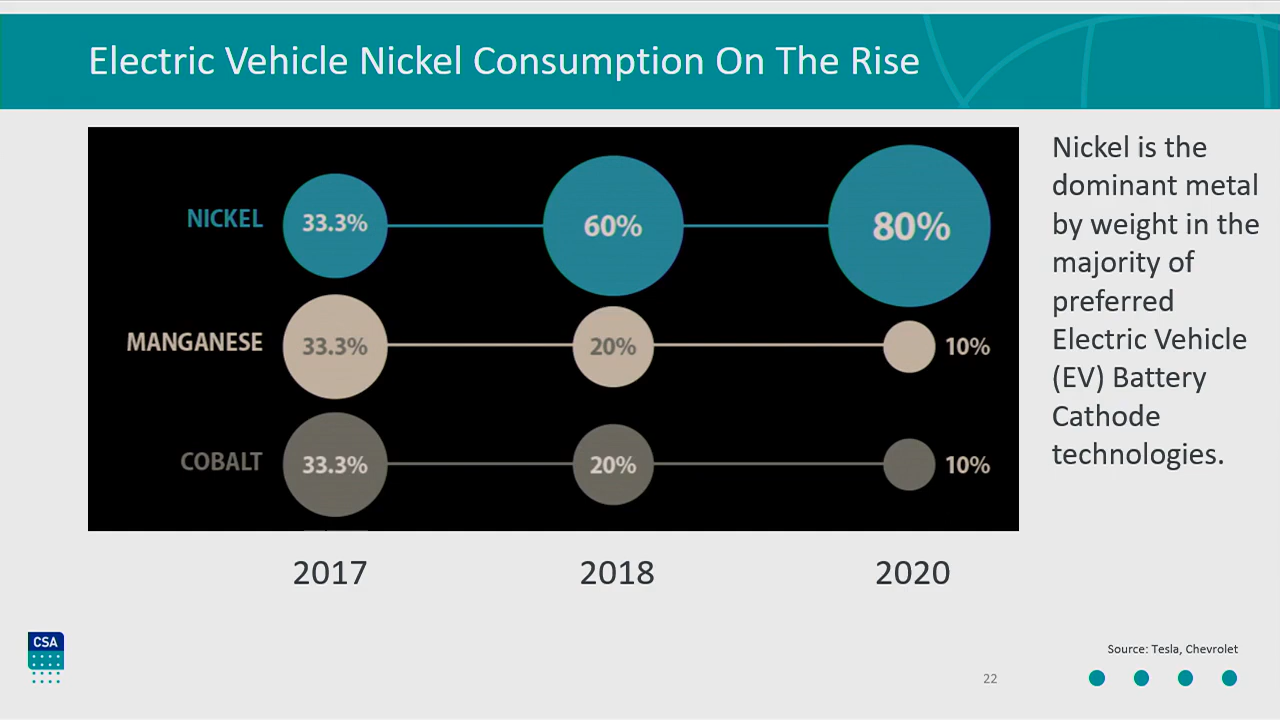 Electric Vehicle Nickel Consumption On The Rise
NICKEL 33.3% 60% 80%
MANGANESE 33.3% 20% 10%
COBALT 33.3% 20% 10%
2017 2018 2020
Nickel is the
dominant metal
by weight in the
majority of
preferred
Electric Vehicle
(EV) Battery
Cathode
technologies.
CSA
Source: Tesla, Chevrolet
22